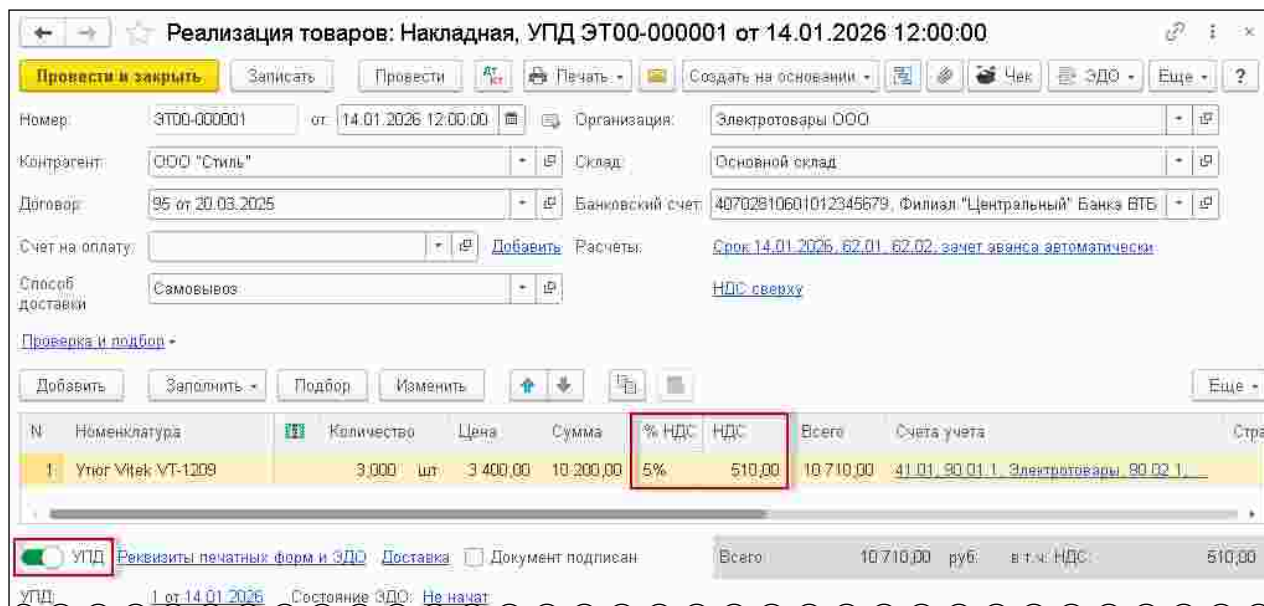 Реализация товаров: Накладная, УПД ЭТ00-000001 от 14.01.2026 12:00:00
Провести и закрыть Записать Провести Дт Кт Печать Создать на основании Чек ЭДО Еще ?
Номер: ЭТ00-000001 от: 14.01.2026 12:00:00 Организация: Электротовары ООО
Контрагент: ООО "Стиль" Склад: Основной склад
Договор: 95 от 20.03.2025 Банковский счет: 40702810601012345679, Филиал "Центральный" Банка ВТБ
Счет на оплату: Добавить Расчеты: Срок 14.01.2026, 62.01, 62.02, зачет аванса автоматически
Способ доставки Самовывоз НДС сверху
Проверка и подбор
Добавить Заполнить Подбор Изменить Еще
N Номенклатура Количество Цена Сумма % НДС НДС Всего Счета учета Стра
1 Утюг Vitek VT-1209 3,000 шт 3 400,00 10 200,00 5% 510,00 10 710,00 41.01, 90.01.1, Электротовары, 90.02.1, ...
УПД Реквизиты печатных форм и ЭДО Доставка Документ подписан Всего 10 710,00 руб. в т.ч. НДС: 510,00
УПД: 1 от 14.01.2026 Состояние ЭДО: Не начат